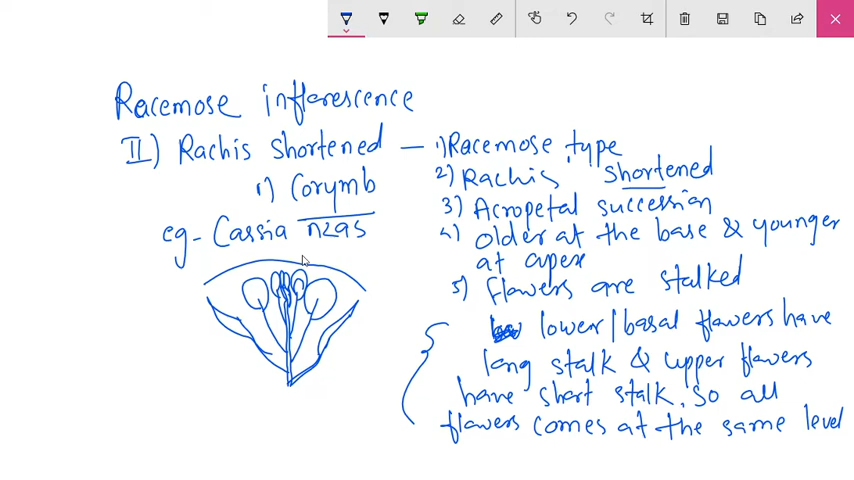 Racemose inflorescence
II) Rachis shortened — 1) Racemose type
1) Corymb
eg - Cassia
2) Rachis shortened
3) Acropetal succession
4) Older at the base & younger
at apex
5) flowers are stalked
lower/basal flowers have
long stalk & upper flowers
have short stalk. So all
flowers comes at the same level